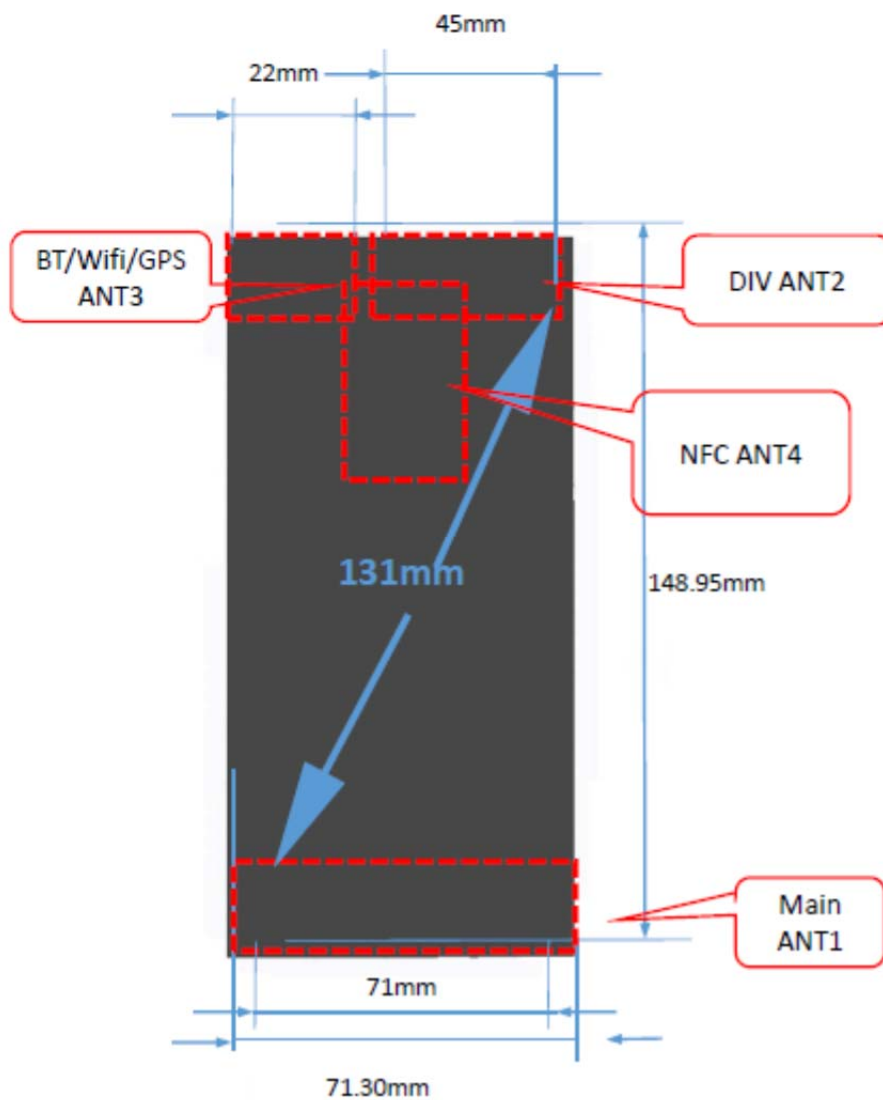 45mm
22mm
BT/Wifi/GPS
ANT3
DIV ANT2
NFC ANT4
131mm
148.95mm
Main
ANT1
71mm
71.30mm